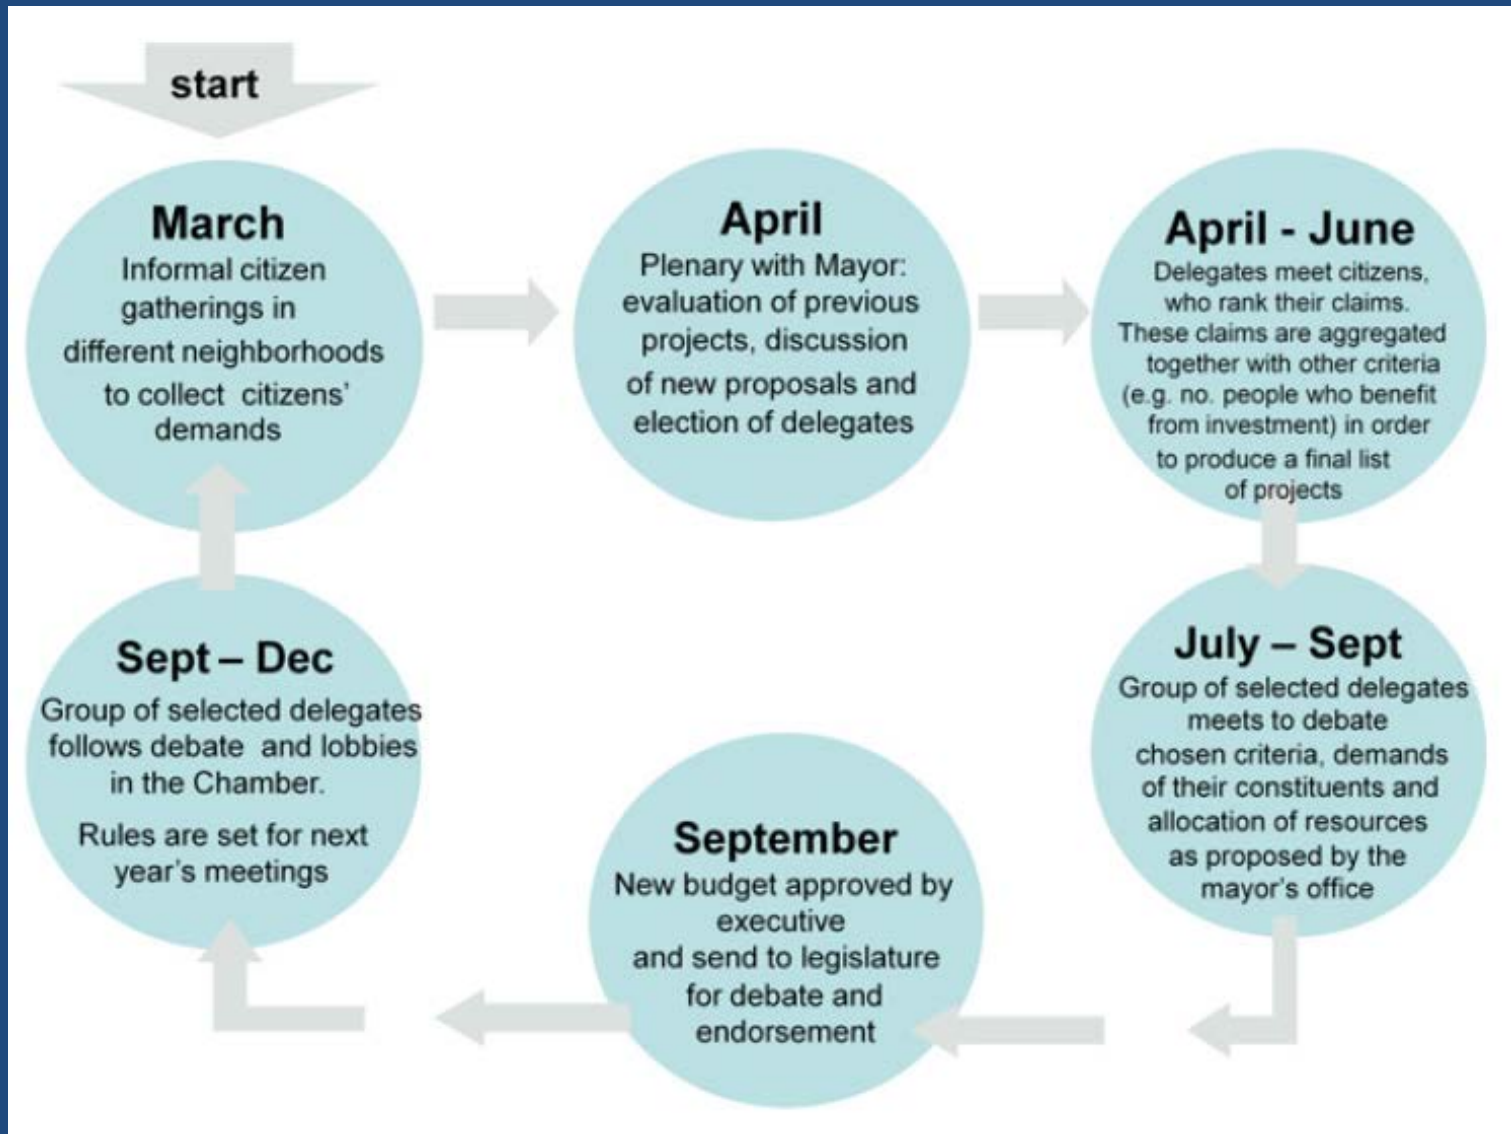 start
March
Informal citizen
gatherings in
different neighborhoods
to collect citizens’
demands
April
Plenary with Mayor:
evaluation of previous
projects, discussion
of new proposals and
election of delegates
April - June
Delegates meet citizens,
who rank their claims.
These claims are aggregated
together with other criteria
(e.g. no. people who benefit
from investment) in order
to produce a final list
of projects
July – Sept
Group of selected delegates
meets to debate
chosen criteria, demands
of their constituents and
allocation of resources
as proposed by the
mayor’s office
September
New budget approved by
executive
and send to legislature
for debate and
endorsement
Sept – Dec
Group of selected delegates
follows debate and lobbies
in the Chamber.
Rules are set for next
year’s meetings